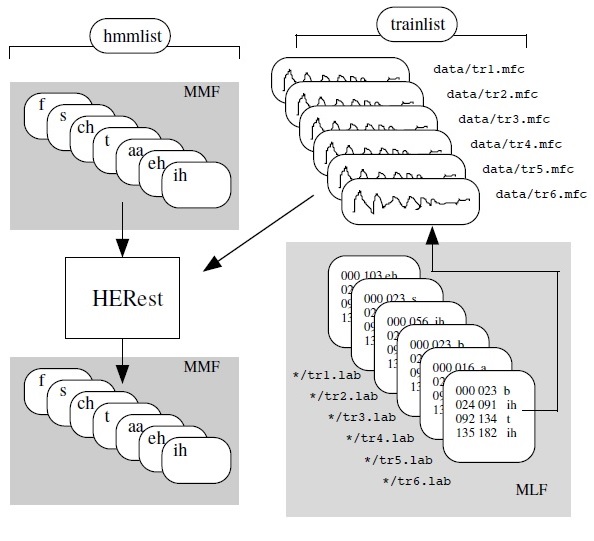 hmmlist
trainlist
MMF
f
s
ch
t
aa
eh
ih
data/tr1.mfc
data/tr2.mfc
data/tr3.mfc
data/tr4.mfc
data/tr5.mfc
data/tr6.mfc
HERest
MMF
f
s
ch
t
aa
eh
ih
000 103 eh
02
09
13
000 023 s
02
09
13
000 056 ih
02
09
13
000 023 b
02
09
13
000 016 a
02
09
13
000 023 b
024 091 ih
092 134 t
135 182 ih
*/tr1.lab
*/tr2.lab
*/tr3.lab
*/tr4.lab
*/tr5.lab
*/tr6.lab
MLF